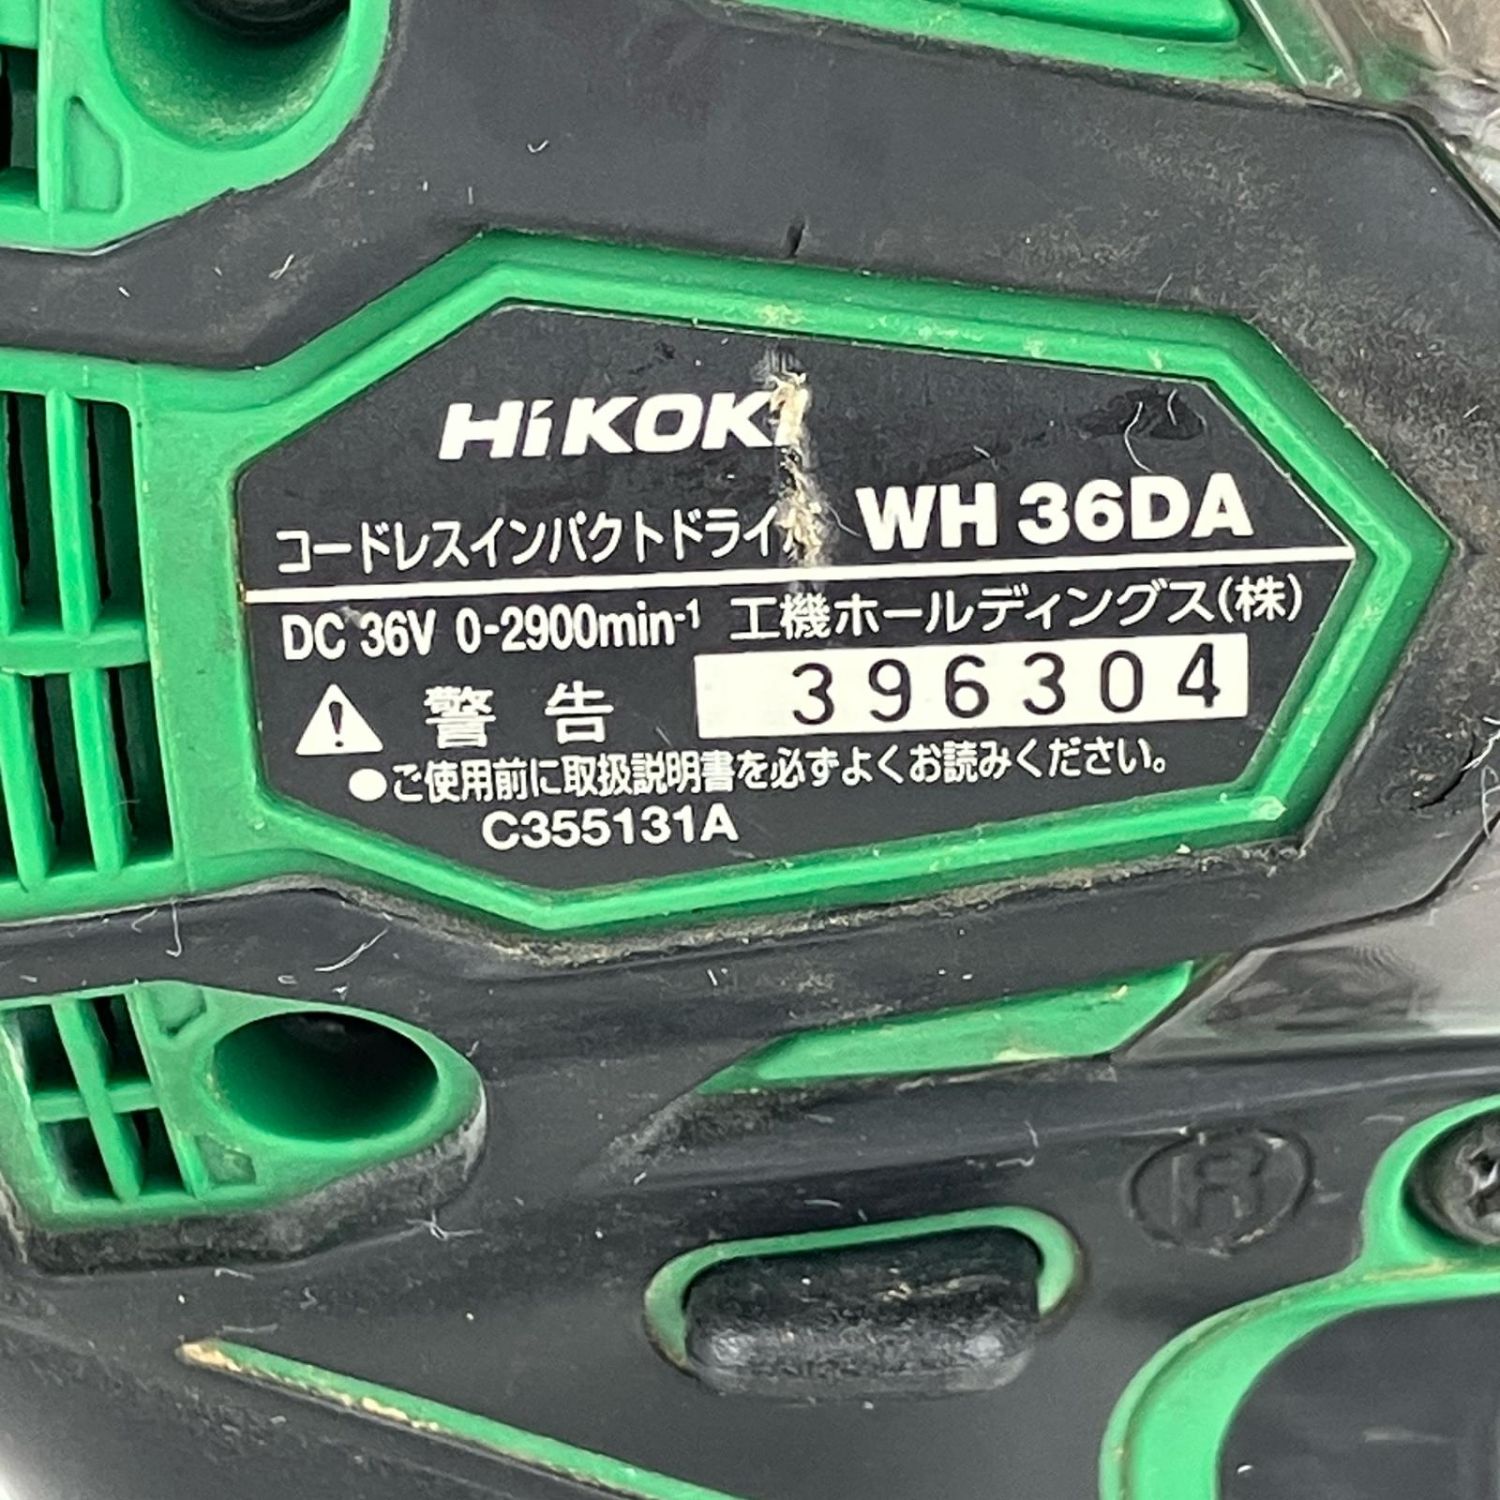 HiKOKI
コードレスインパクトドライ
WH 36DA
DC 36V 0-2900min-¹ 工機ホールディングス(株)
396304
警告
●ご使用前に取扱説明書を必ずよくお読みください。
C355131A
R